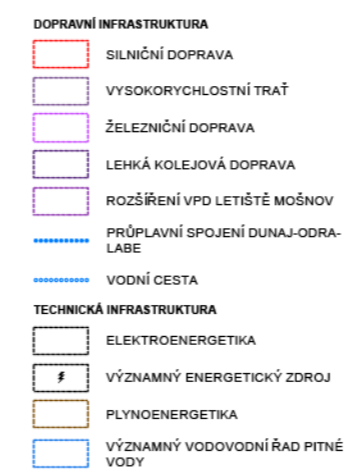 DOPRAVNÍ INFRASTRUKTURA
SILNIČNÍ DOPRAVA
VYSOKORYCHLOSTNÍ TRAŤ
ŽELEZNIČNÍ DOPRAVA
LEHKÁ KOLEJOVÁ DOPRAVA
ROZŠÍŘENÍ VPD LETIŠTĚ MOŠNOV
PRŮPLAVNÍ SPOJENÍ DUNAJ-ODRA-
LABE
VODNÍ CESTA
TECHNICKÁ INFRASTRUKTURA
ELEKTROENERGETIKA
VÝZNAMNÝ ENERGETICKÝ ZDROJ
PLYNOENERGETIKA
VÝZNAMNÝ VODOVODNÍ ŘAD PITNÉ
VODY